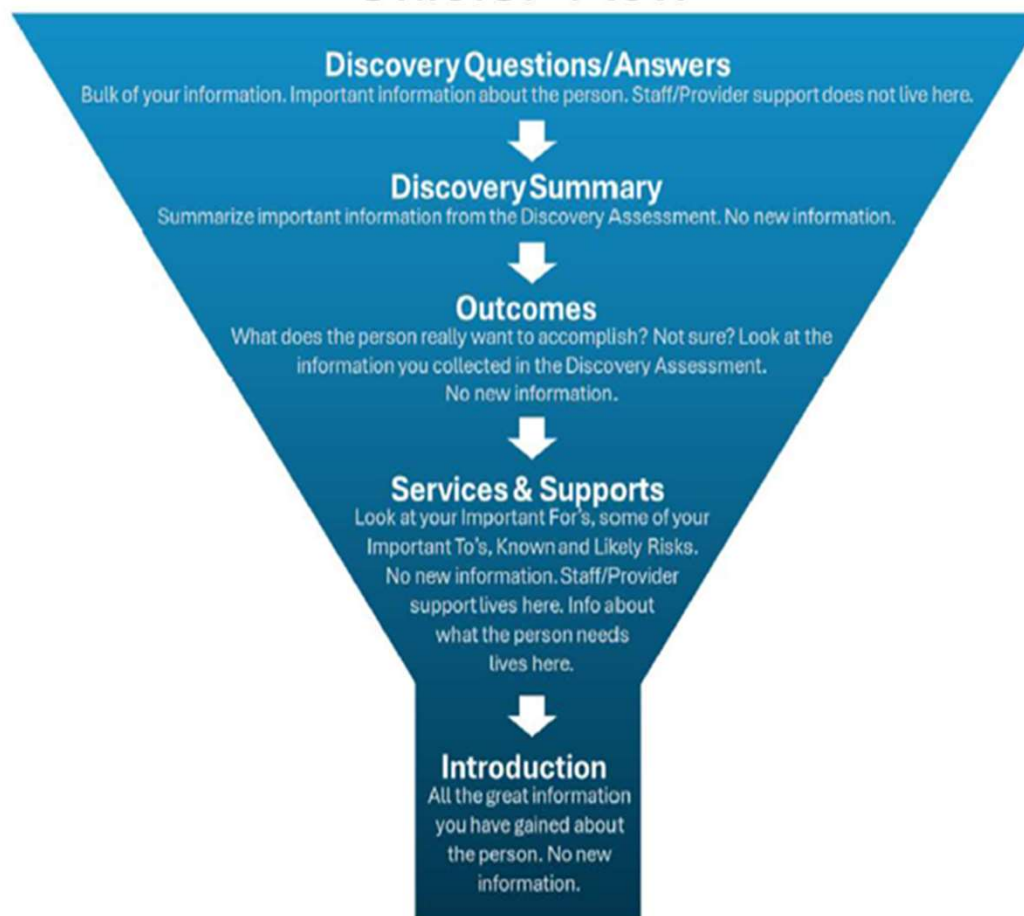 Discovery Questions/Answers
Bulk of your information. Important information about the person. Staff/Provider support does not live here.
Discovery Summary
Summarize important information from the Discovery Assessment. No new information.
Outcomes
What does the person really want to accomplish? Not sure? Look at the
information you collected in the Discovery Assessment.
No new information.
Services & Supports
Look at your Important For's, some of your
Important To's, Known and Likely Risks.
No new information. Staff/Provider
support lives here. Info about
what the person needs
lives here.
Introduction
All the great information
you have gained about
the person. No new
information.